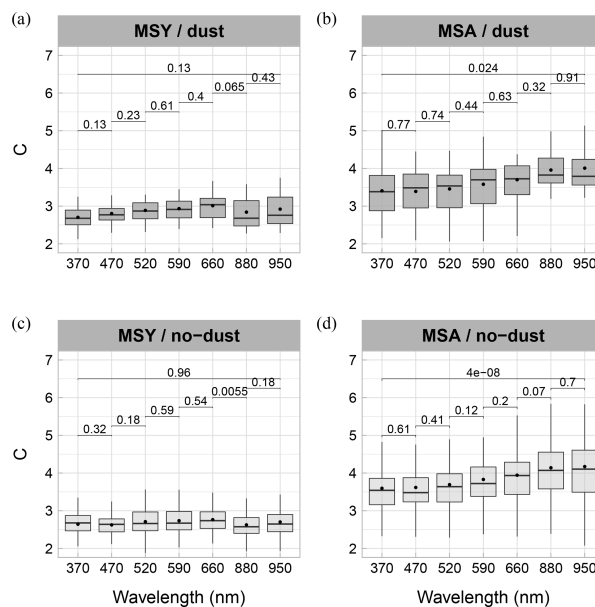 (a) MSY / dust
7
6
5
4
3
2
C
0.13
0.13 0.23 0.61 0.4 0.065 0.43
370 470 520 590 660 880 950
(b) MSA / dust
7
6
5
4
3
2
0.024
0.77 0.74 0.44 0.63 0.32 0.91
370 470 520 590 660 880 950
(c) MSY / no−dust
7
6
5
4
3
2
C
0.96
0.32 0.18 0.59 0.54 0.0055 0.18
370 470 520 590 660 880 950
Wavelength (nm)
(d) MSA / no−dust
7
6
5
4
3
2
4e−08
0.61 0.41 0.12 0.2 0.07 0.7
370 470 520 590 660 880 950
Wavelength (nm)